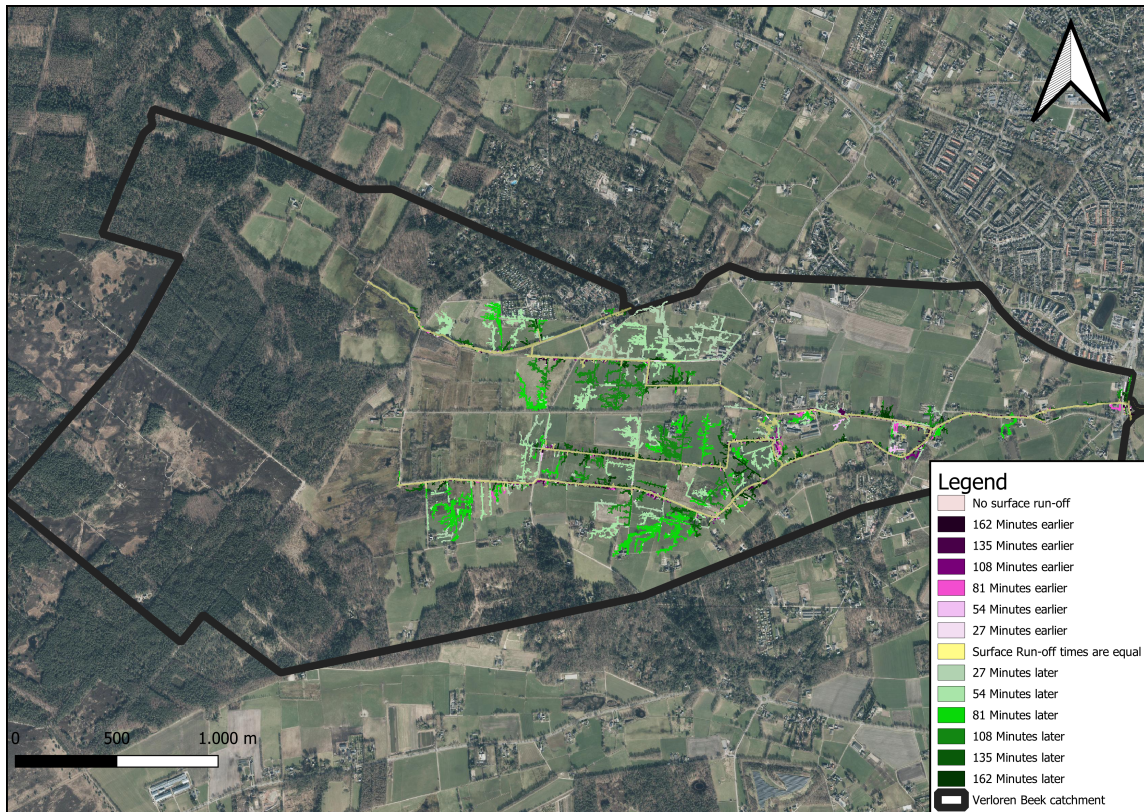 Legend
No surface run-off
162 Minutes earlier
135 Minutes earlier
108 Minutes earlier
81 Minutes earlier
54 Minutes earlier
27 Minutes earlier
Surface Run-off times are equal
27 Minutes later
54 Minutes later
81 Minutes later
108 Minutes later
135 Minutes later
162 Minutes later
Verloren Beek catchment
0 500 1.000 m